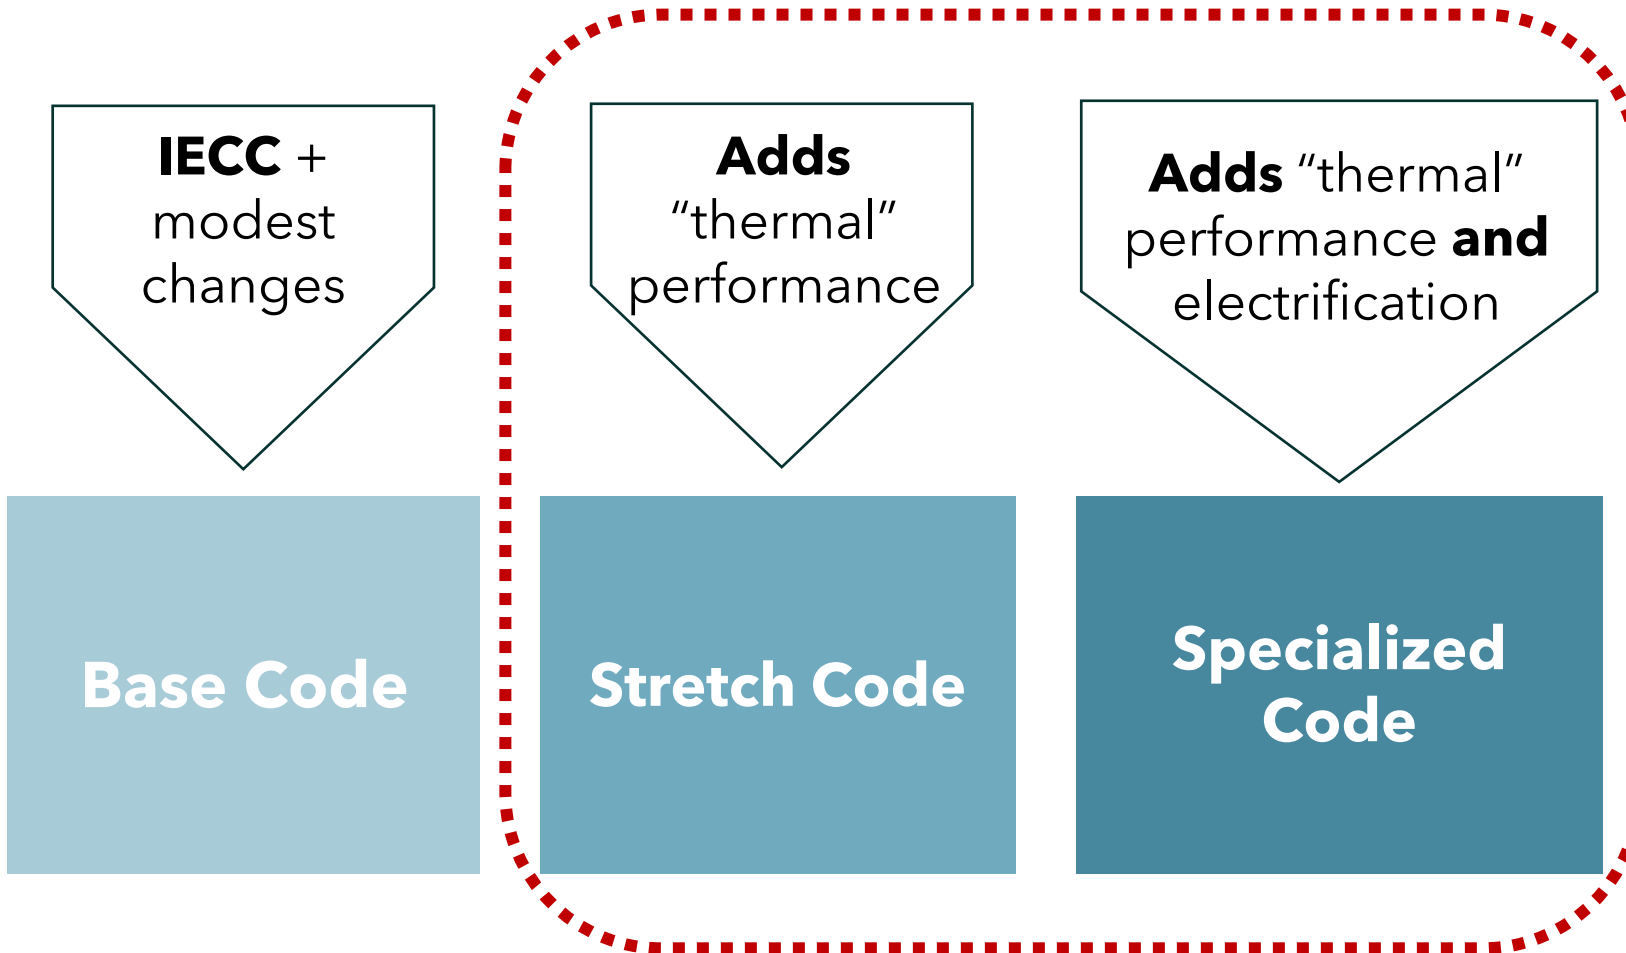 IECC +
modest
changes
Adds
“thermal”
performance
Adds “thermal”
performance and
electrification
Base Code
Stretch Code
Specialized
Code